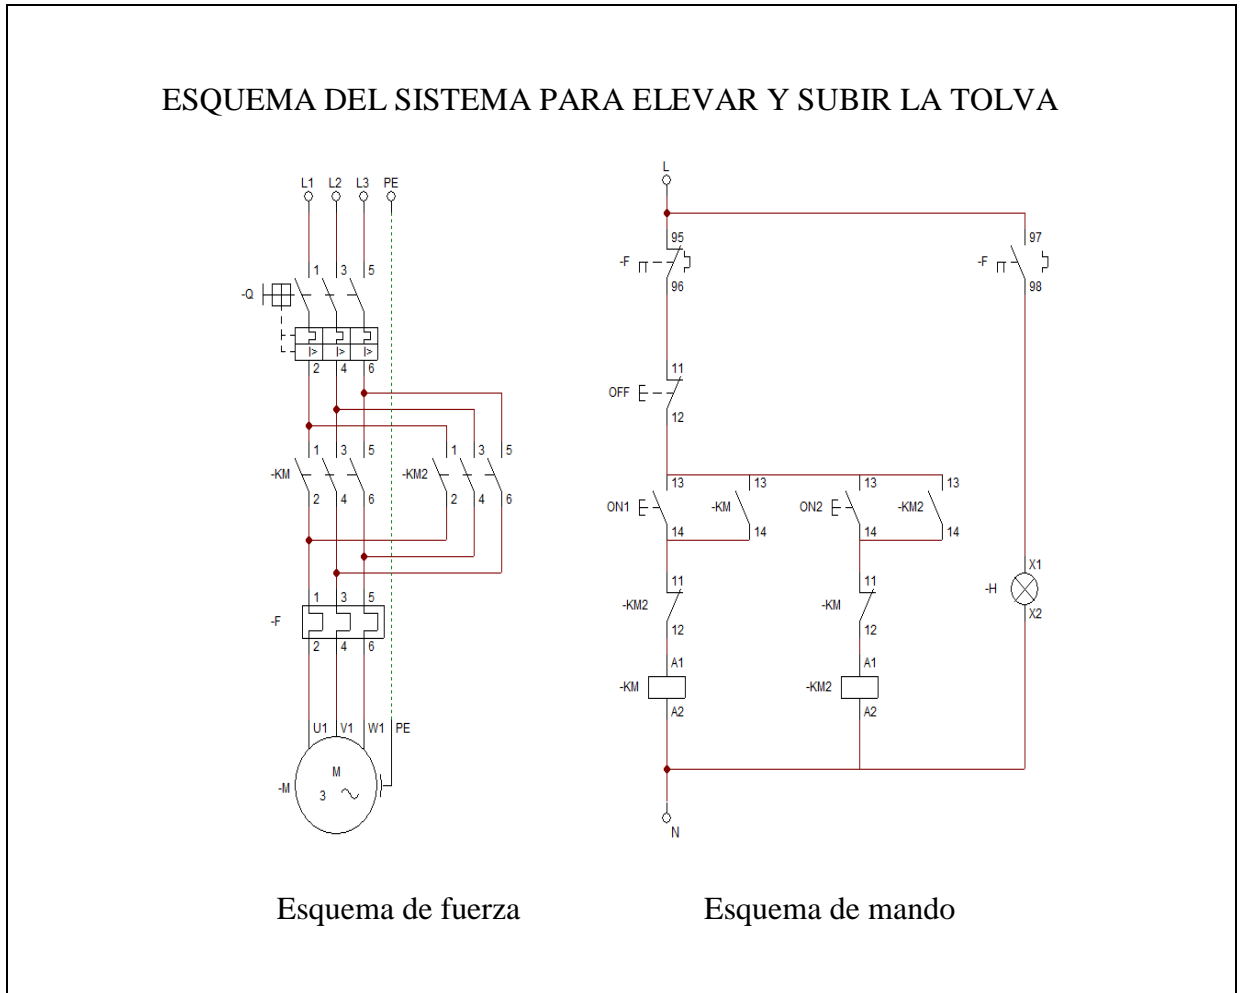 ESQUEMA DEL SISTEMA PARA ELEVAR Y SUBIR LA TOLVA
L1 L2 L3 PE
1 3 5
-Q
|> |> |>
2 4 6
1 3 5
-KM
2 4 6
1 3 5
-KM2
2 4 6
1 3 5
-F
2 4 6
U1 V1 W1 PE
M
3
-M
L
95
-F
96
97
-F
98
11
OFF
12
13 13 13 13
ON1 -KM ON2 -KM2
14 14 14 14
11 11
-KM2 -KM
12 12
X1
-H
X2
A1 A1
-KM -KM2
A2 A2
N
Esquema de fuerza
Esquema de mando